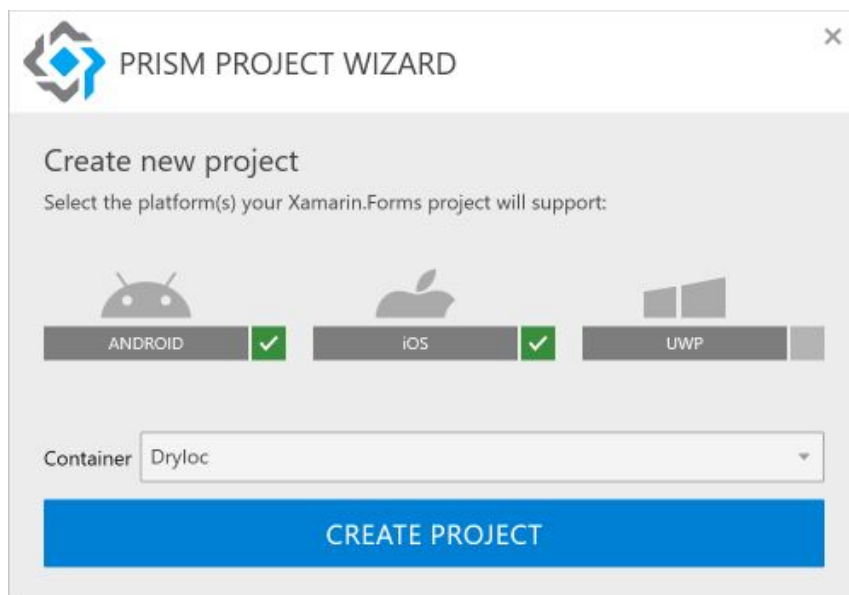 PRISM PROJECT WIZARD
Create new project
Select the platform(s) your Xamarin.Forms project will support:
ANDROID
iOS
UWP
Container Dryloc
CREATE PROJECT